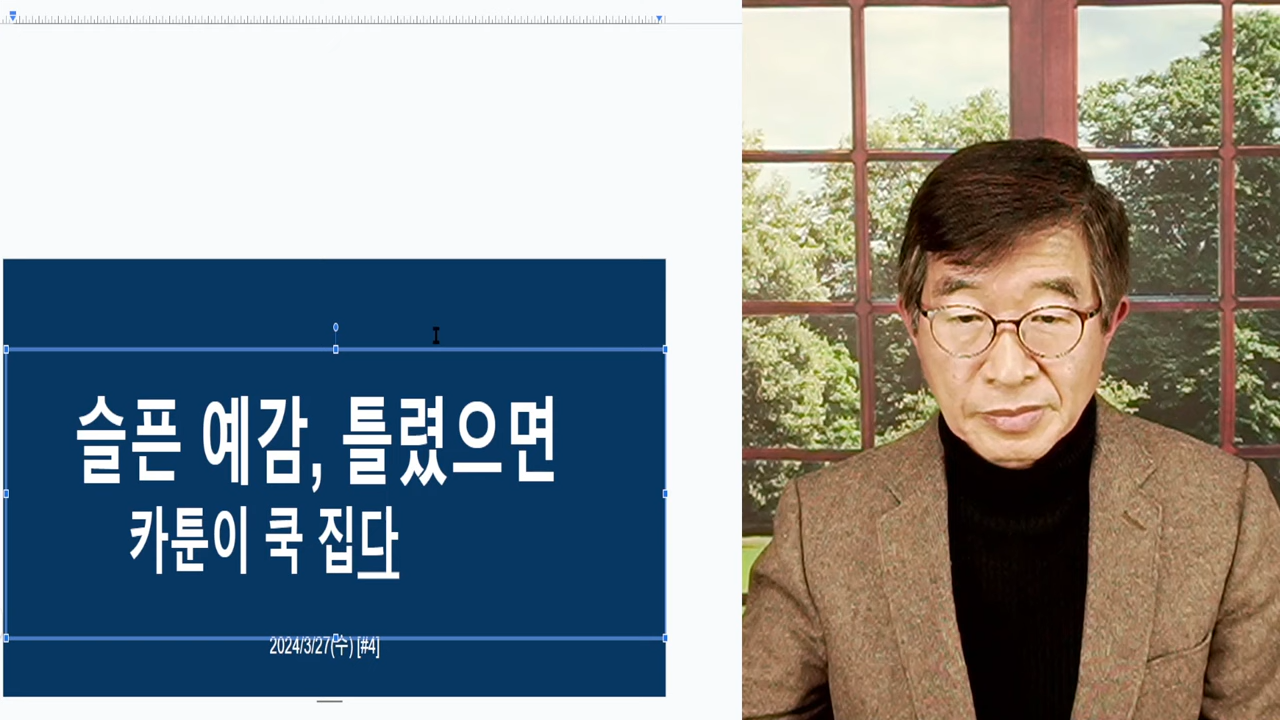 슬픈 예감, 틀렸으면
카툰이 쿡 집다
2024/3/27(수) [#4]